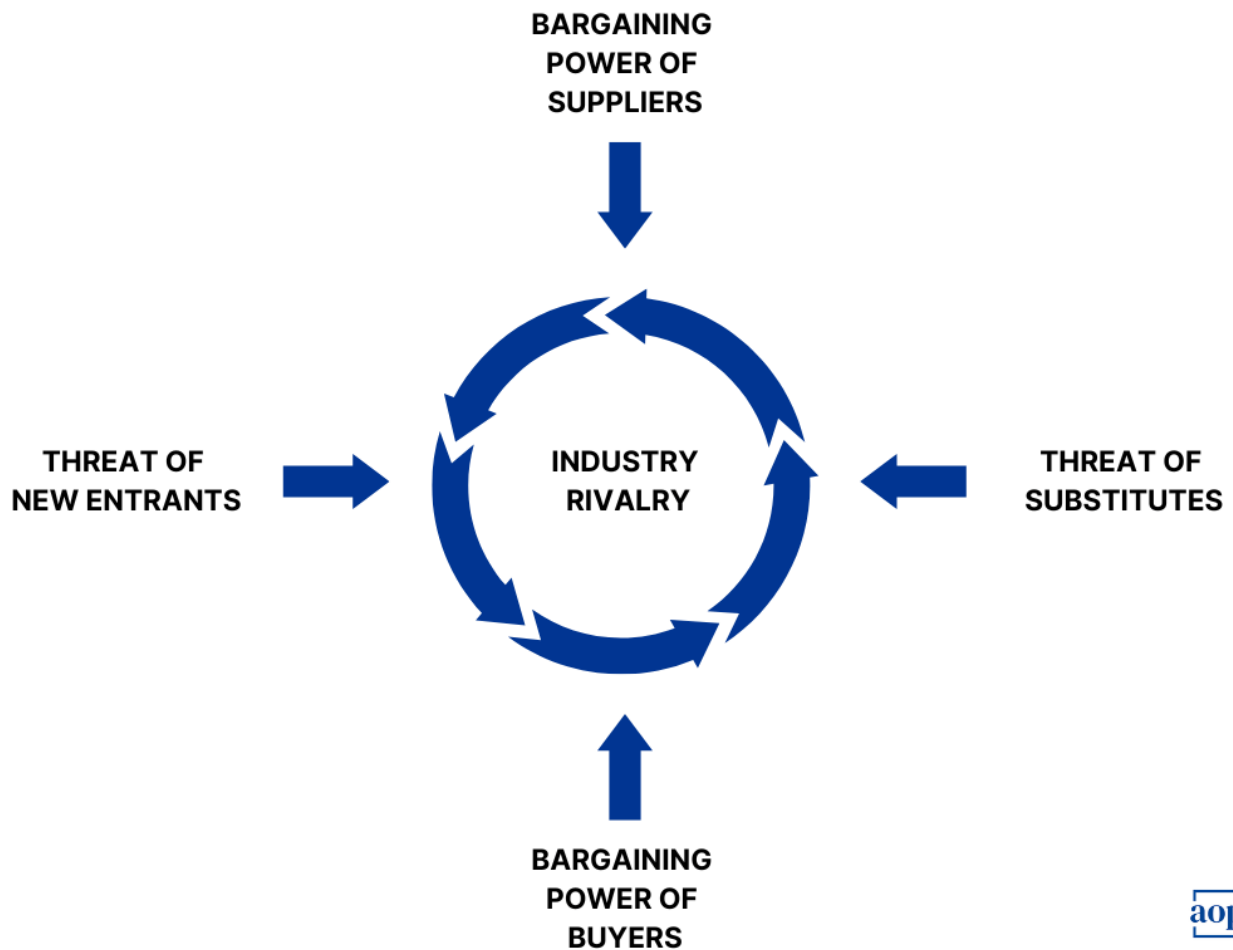 BARGAINING
POWER OF
SUPPLIERS
THREAT OF
NEW ENTRANTS
INDUSTRY
RIVALRY
THREAT OF
SUBSTITUTES
BARGAINING
POWER OF
BUYERS